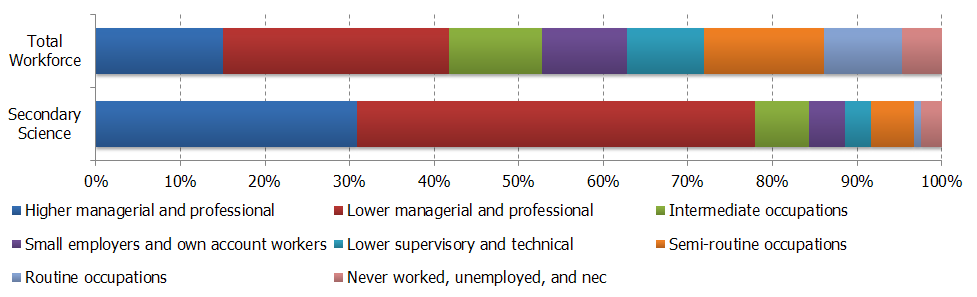 Total
Workforce
Secondary
Science
0% 10% 20% 30% 40% 50% 60% 70% 80% 90% 100%
Higher managerial and professional Lower managerial and professional Intermediate occupations
Small employers and own account workers Lower supervisory and technical Semi-routine occupations
Routine occupations Never worked, unemployed, and nec